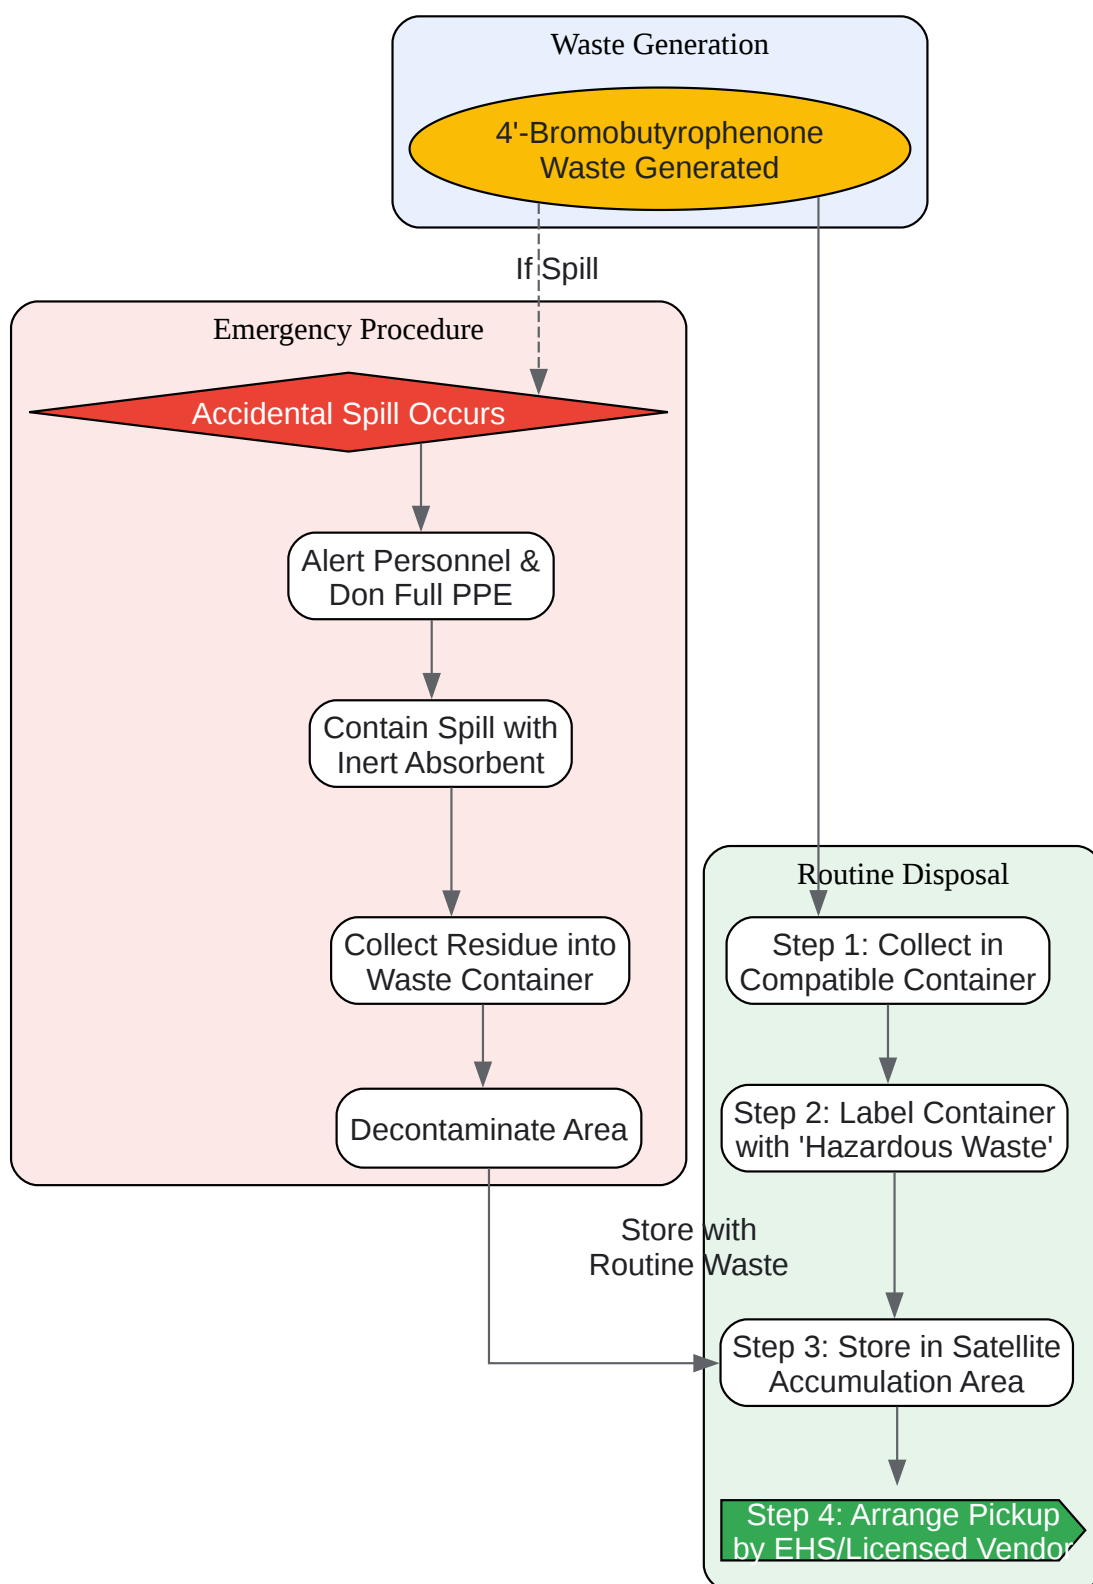 Waste Generation
4'-Bromobutyrophenone
Waste Generated
If Spill
Emergency Procedure
Accidental Spill Occurs
Alert Personnel &
Don Full PPE
Contain Spill with
Inert Absorbent
Collect Residue into
Waste Container
Decontaminate Area
Store with
Routine Waste
Routine Disposal
Step 1: Collect in
Compatible Container
Step 2: Label Container
with 'Hazardous Waste'
Step 3: Store in Satellite
Accumulation Area
Step 4: Arrange Pickup
by EHS/Licensed Vendor